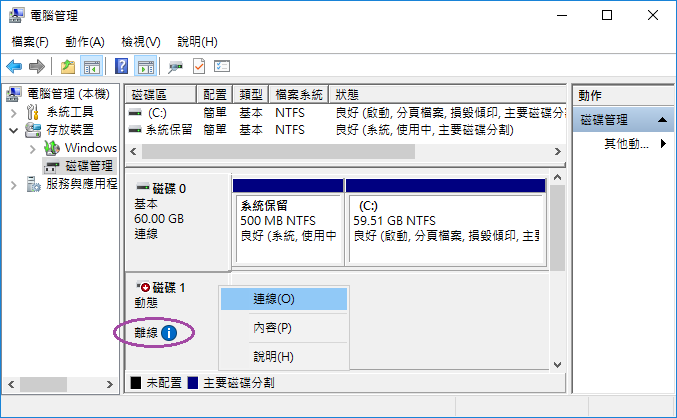 電腦管理
檔案(F) 動作(A) 檢視(V) 說明(H)
電腦管理 (本機)
系統工具
存放裝置
Windows
磁碟管理
服務與應用程
磁碟區 配置 類型 檔案系統 狀態
(C:) 簡單 基本 NTFS 良好 (啟動, 分頁檔案, 損毀傾印, 主要磁碟分
系統保留 簡單 基本 NTFS 良好 (系統, 使用中, 主要磁碟分割)
磁碟 0
基本
60.00 GB
連線
系統保留
500 MB NTFS
良好 (系統, 使用中
(C:)
59.51 GB NTFS
良好 (啟動, 分頁檔案, 損毀傾印, 主
磁碟 1
動態
離線
連線(O)
內容(P)
說明(H)
未配置 主要磁碟分割
動作
磁碟管理
其他動...